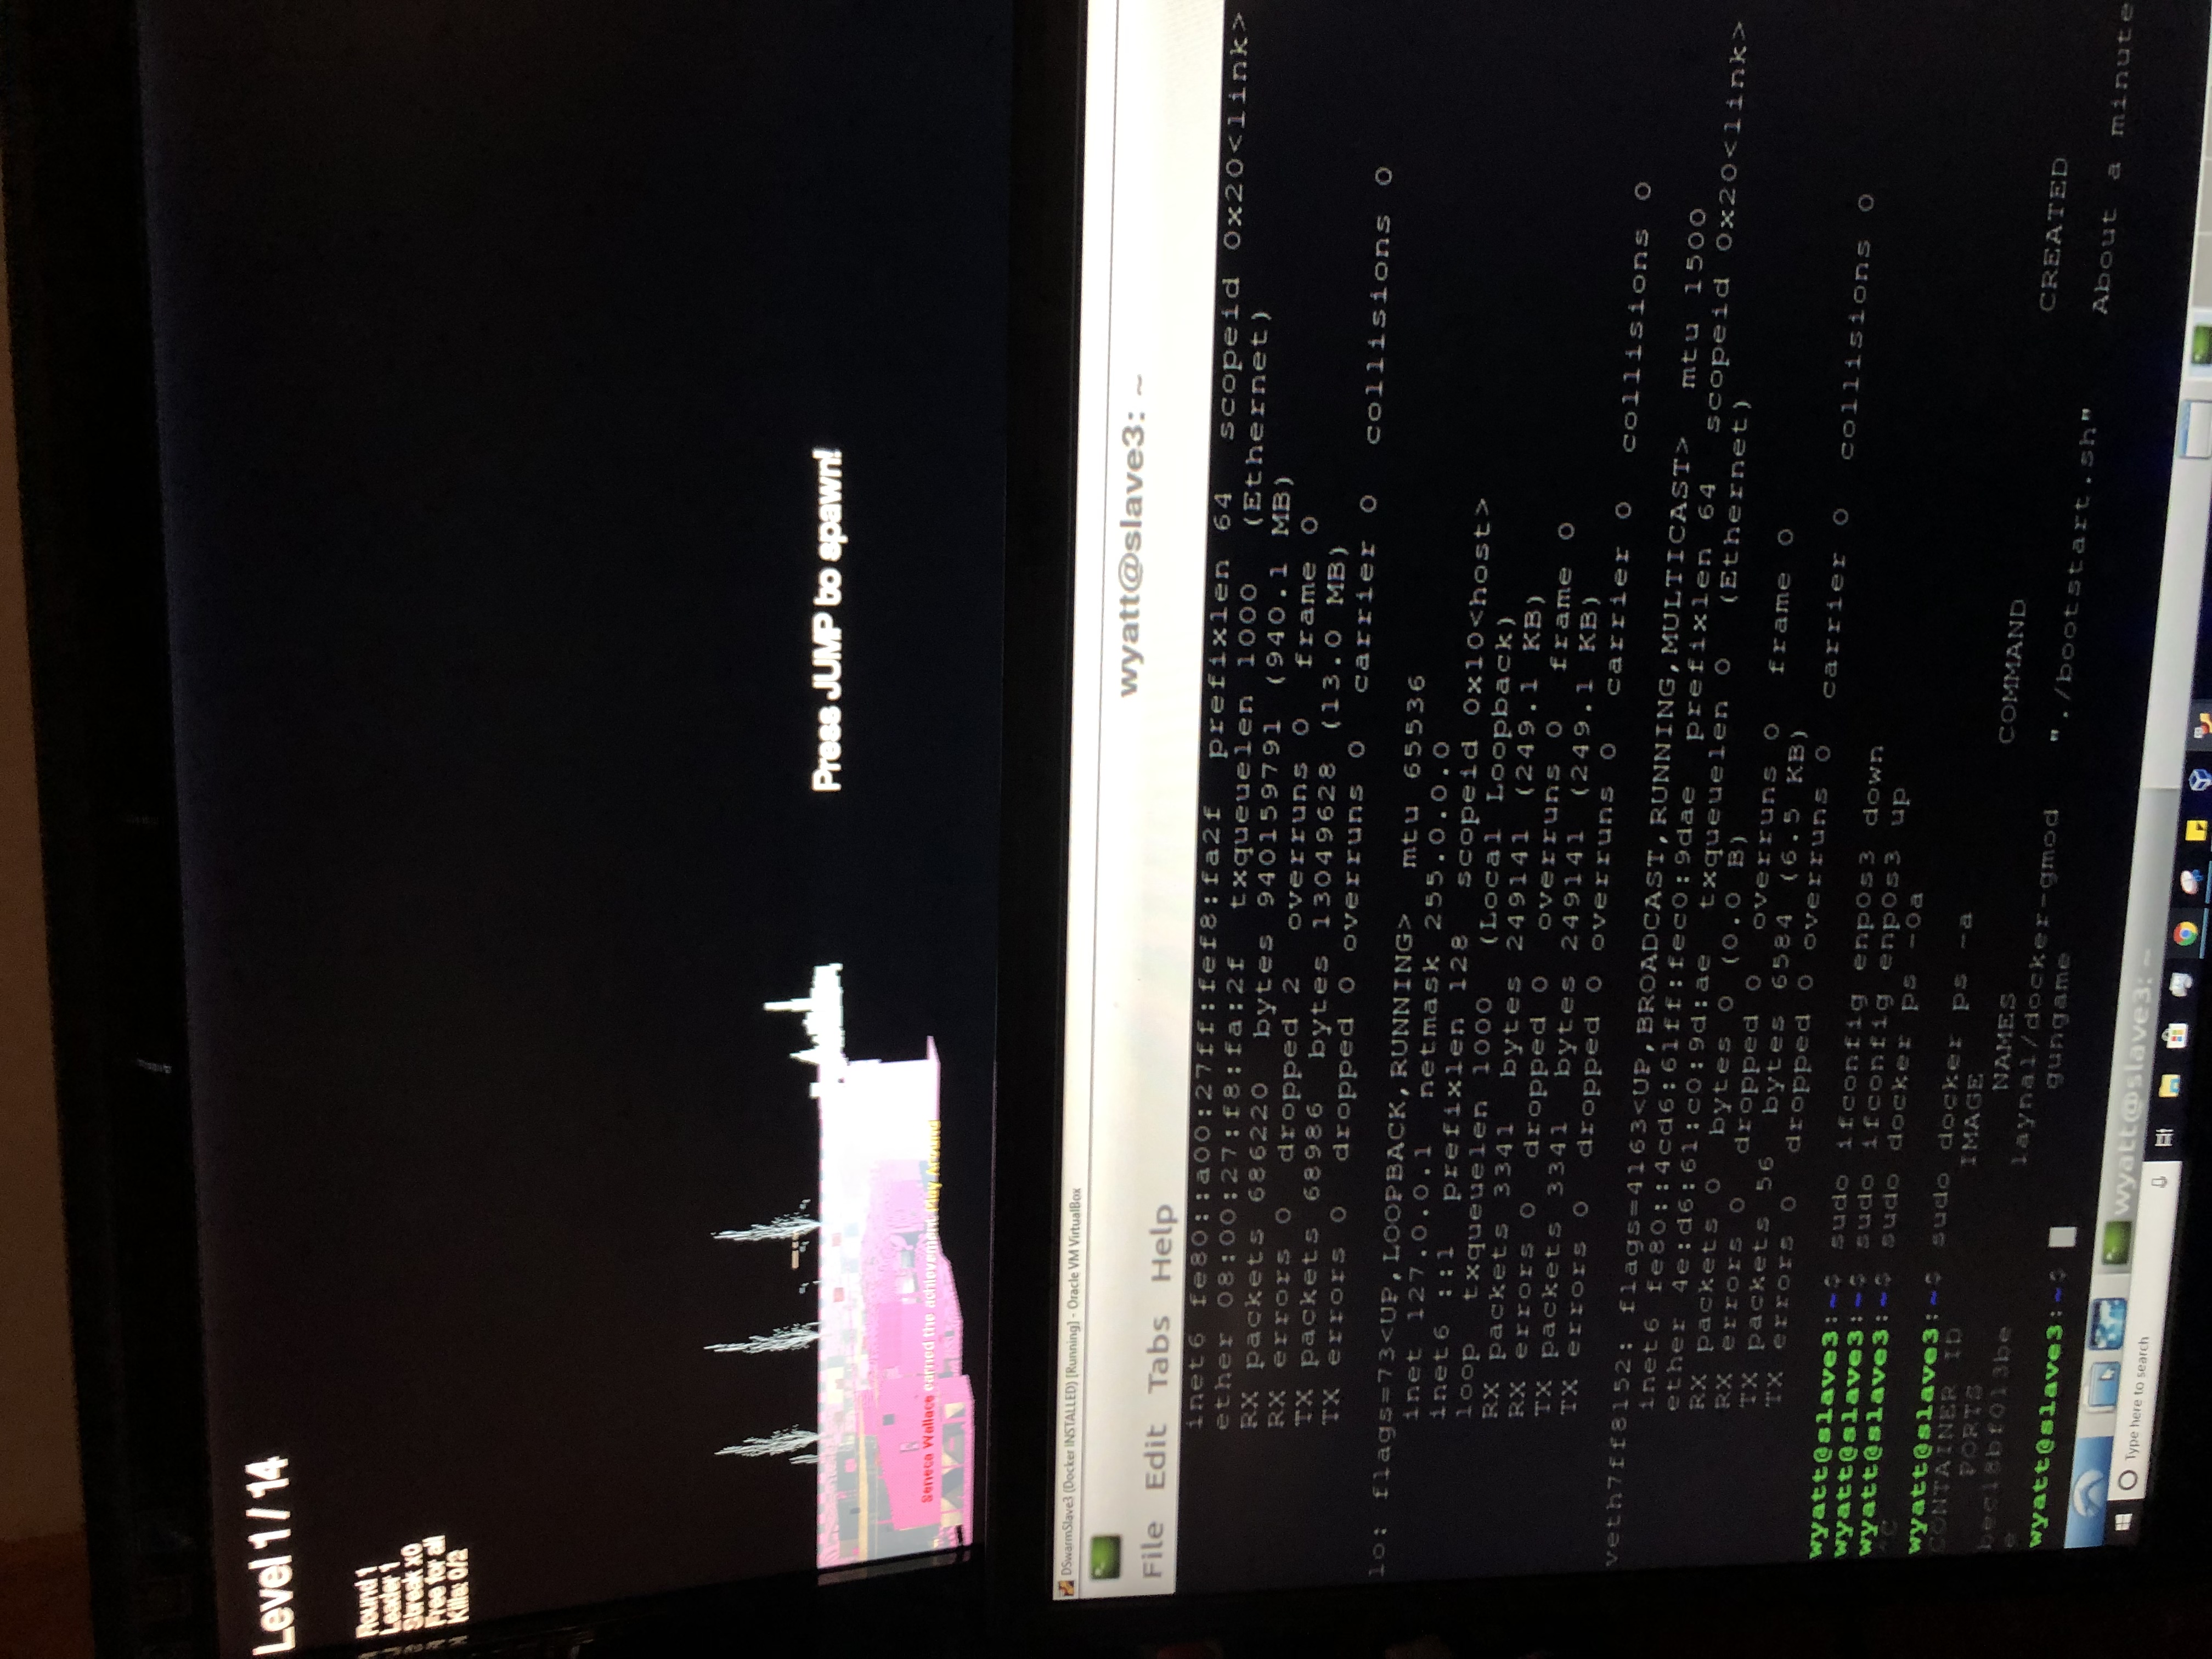 Level 1 / 14
Round 1
Leader 1
Streak x0
Free for all
Kills: 0/2
Press JUMP to spawn!
Seneca Wallace earned the achievement Play Around
DSwarmSlave3 (Docker INSTALLED) [Running] - Oracle VM VirtualBox
wyatt@slave3: ~
File Edit Tabs Help
inet6 fe80::a00:27ff:fef8:fa2f prefixlen 64 scopeid 0x20<link>
ether 08:00:27:f8:fa:2f txqueuelen 1000 (Ethernet)
RX packets 686220 bytes 940159791 (940.1 MB)
RX errors 0 dropped 2 overruns 0 frame 0
TX packets 68986 bytes 13049628 (13.0 MB)
TX errors 0 dropped 0 overruns 0 carrier 0 collisions 0
lo: flags=73<UP,LOOPBACK,RUNNING> mtu 65536
inet 127.0.0.1 netmask 255.0.0.0
inet6 ::1 prefixlen 128 scopeid 0x10<host>
loop txqueuelen 1000 (Local Loopback)
RX packets 3341 bytes 249141 (249.1 KB)
RX errors 0 dropped 0 overruns 0 frame 0
TX packets 3341 bytes 249141 (249.1 KB)
TX errors 0 dropped 0 overruns 0 carrier 0 collisions 0
veth7ff8152: flags=4163<UP,BROADCAST,RUNNING,MULTICAST> mtu 1500
inet6 fe80::4cd6:61ff:fec0:9dae prefixlen 64 scopeid 0x20<link>
ether 4e:d6:61:c0:9d:ae txqueuelen 0 (Ethernet)
RX packets 0 bytes 0 (0.0 B)
RX errors 0 dropped 0 overruns 0 frame 0
TX packets 56 bytes 6584 (6.5 KB)
TX errors 0 dropped 0 overruns 0 carrier 0 collisions 0
wyatt@slave3:~$ sudo ifconfig enp0s3 down
wyatt@slave3:~$ sudo ifconfig enp0s3 up
wyatt@slave3:~$ sudo docker ps -0a
^C
wyatt@slave3:~$ sudo docker ps -a
CONTAINER ID IMAGE COMMAND CREATED
PORTS NAMES
bec18bf013be laynal/docker-gmod "./bootstart.sh" About a minute
e gungame
wyatt@slave3:~$
wyatt@slave3: ~
Type here to search